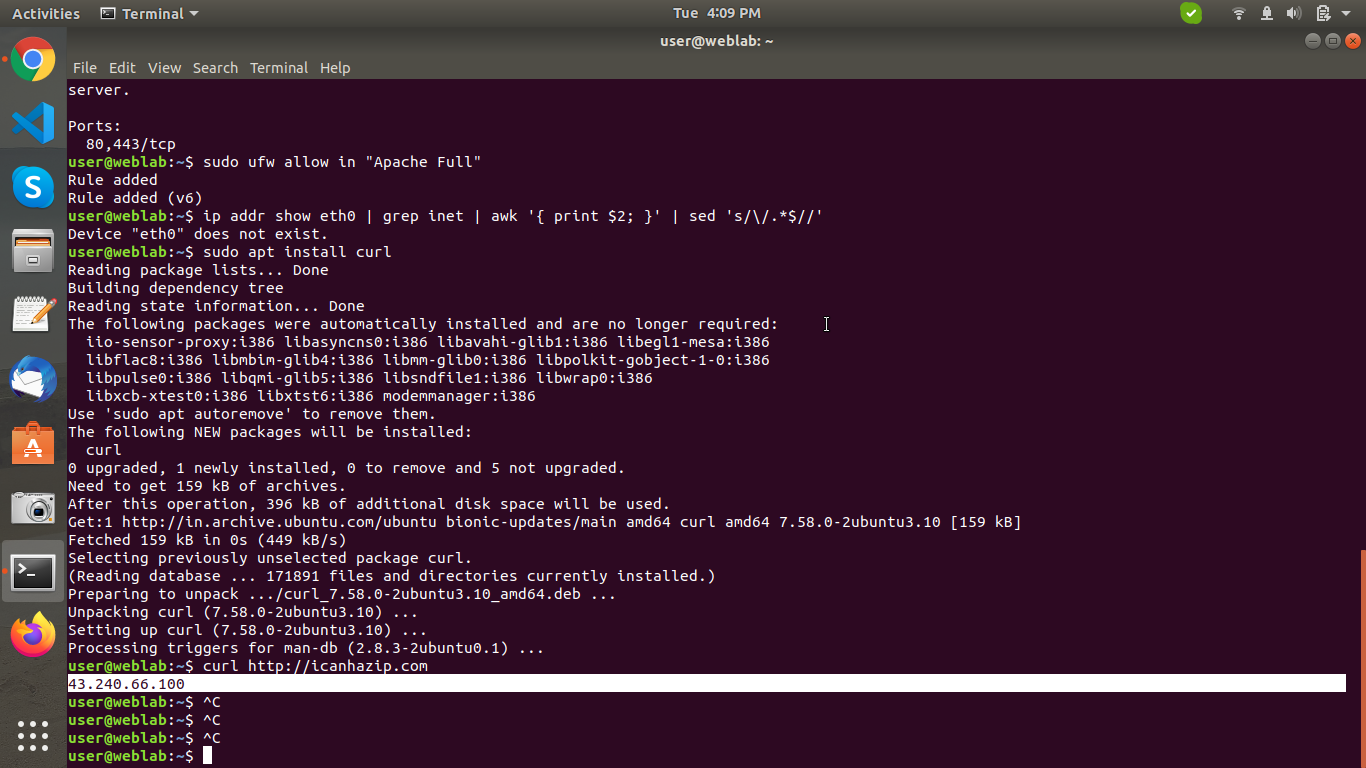 Activities Terminal Tue 4:09 PM
user@weblab: ~
File Edit View Search Terminal Help
server.
Ports:
  80,443/tcp
user@weblab:~$ sudo ufw allow in "Apache Full"
Rule added
Rule added (v6)
user@weblab:~$ ip addr show eth0 | grep inet | awk '{ print $2; }' | sed 's/\/.*$//'
Device "eth0" does not exist.
user@weblab:~$ sudo apt install curl
Reading package lists... Done
Building dependency tree
Reading state information... Done
The following packages were automatically installed and are no longer required:
  iio-sensor-proxy:i386 libasyncns0:i386 libavahi-glib1:i386 libegl1-mesa:i386
  libflac8:i386 libmbim-glib4:i386 libmm-glib0:i386 libpolkit-gobject-1-0:i386
  libpulse0:i386 libqmi-glib5:i386 libsndfile1:i386 libwrap0:i386
  libxcb-xtest0:i386 libxtst6:i386 modemmanager:i386
Use 'sudo apt autoremove' to remove them.
The following NEW packages will be installed:
  curl
0 upgraded, 1 newly installed, 0 to remove and 5 not upgraded.
Need to get 159 kB of archives.
After this operation, 396 kB of additional disk space will be used.
Get:1 http://in.archive.ubuntu.com/ubuntu bionic-updates/main amd64 curl amd64 7.58.0-2ubuntu3.10 [159 kB]
Fetched 159 kB in 0s (449 kB/s)
Selecting previously unselected package curl.
(Reading database ... 171891 files and directories currently installed.)
Preparing to unpack .../curl_7.58.0-2ubuntu3.10_amd64.deb ...
Unpacking curl (7.58.0-2ubuntu3.10) ...
Setting up curl (7.58.0-2ubuntu3.10) ...
Processing triggers for man-db (2.8.3-2ubuntu0.1) ...
user@weblab:~$ curl http://icanhazip.com
43.240.66.100
user@weblab:~$ ^C
user@weblab:~$ ^C
user@weblab:~$ ^C
user@weblab:~$